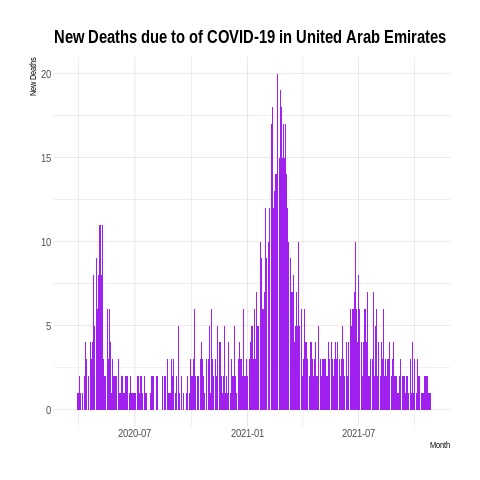 New Deaths due to of COVID-19 in United Arab Emirates
New Deaths
20
15
10
5
0
2020-07
2021-01
2021-07
Month